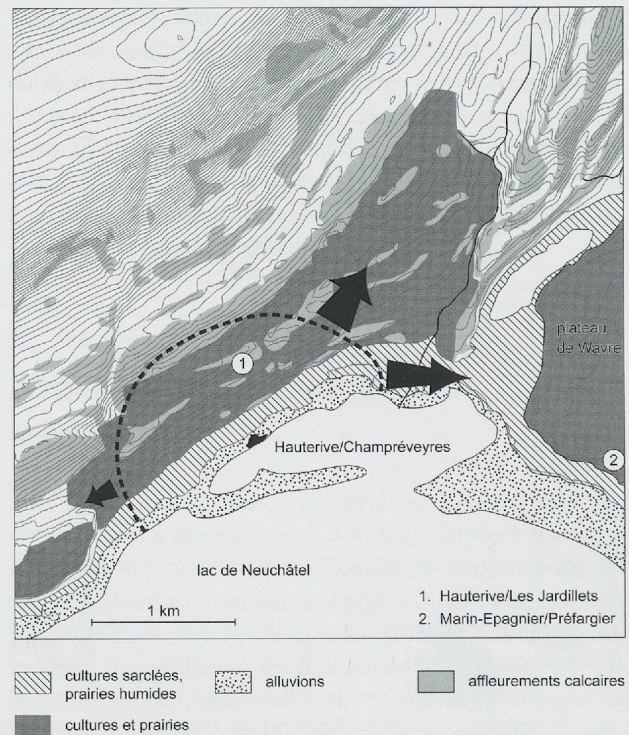 plateau
de Wavre
1
2
Hauterive/Champréveyres
lac de Neuchâtel
1 km
1. Hauterive/Les Jardillets
2. Marin-Epagnier/Préfargier
cultures sarclées,
prairies humides
alluvions
affleurements calcaires
cultures et prairies